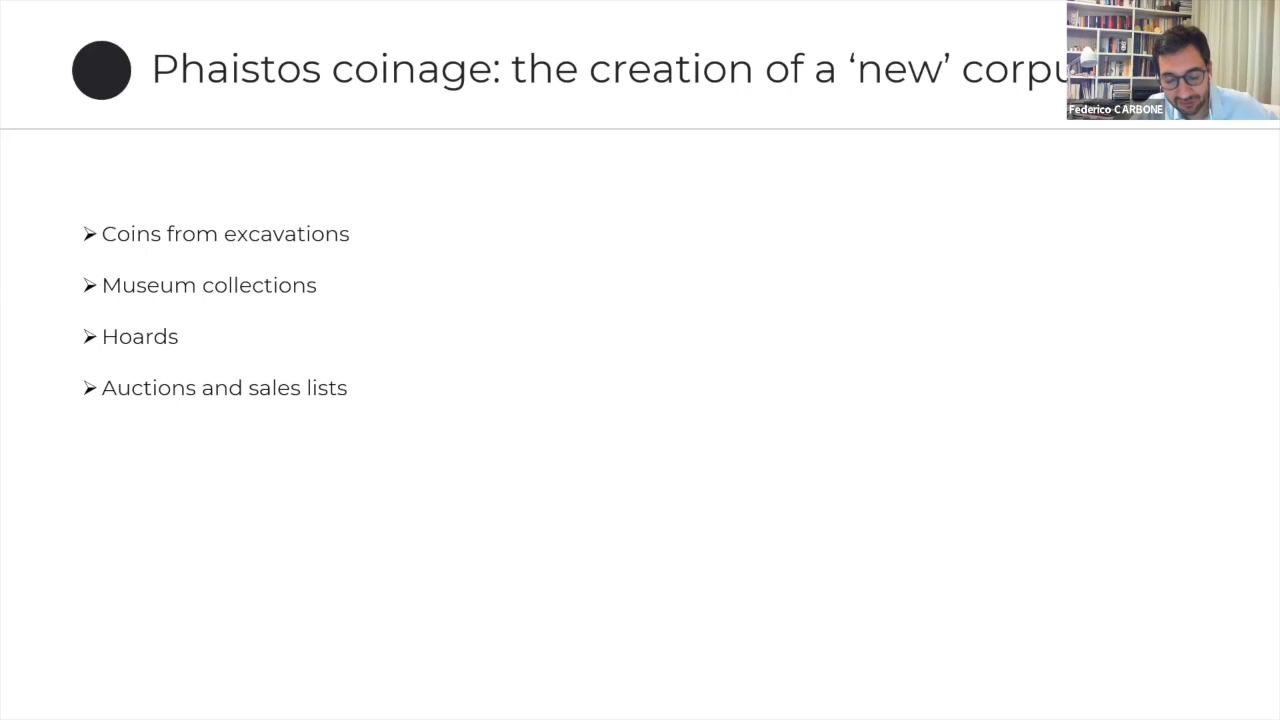 Phaistos coinage: the creation of a ‘new’ corpu
Federico CARBONE
➢ Coins from excavations
➢ Museum collections
➢ Hoards
➢ Auctions and sales lists